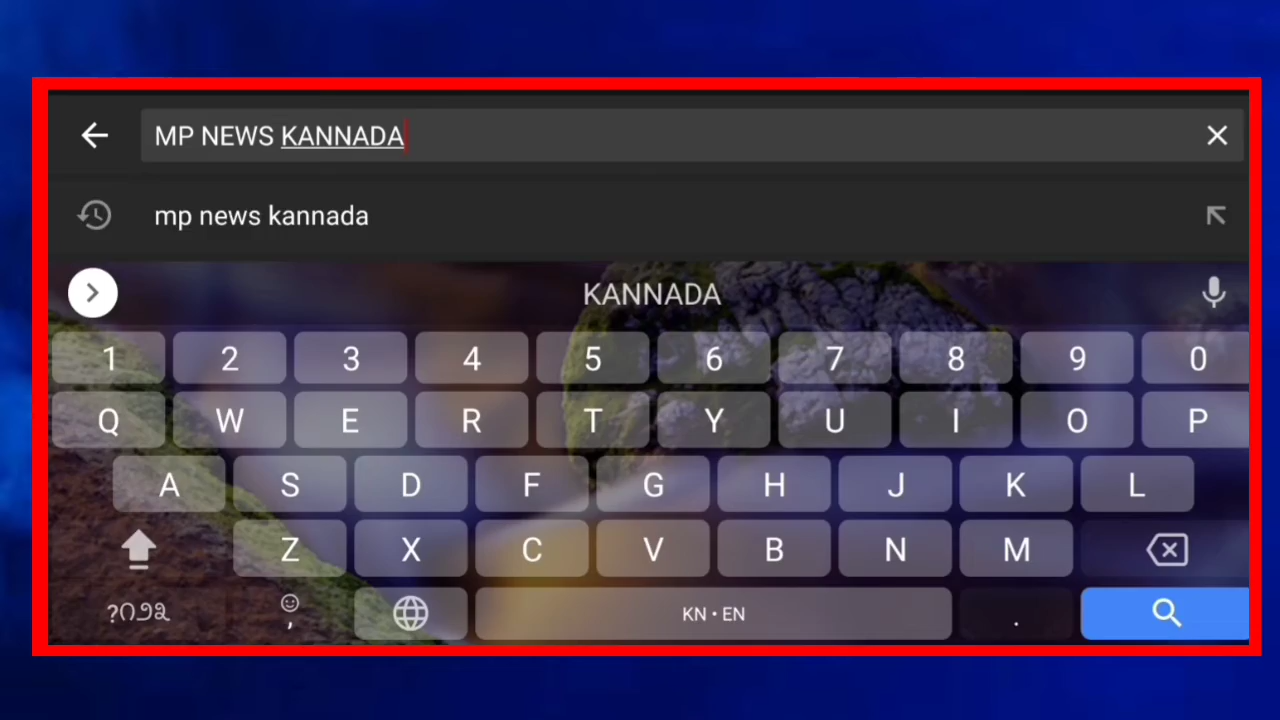 MP NEWS KANNADA
mp news kannada
KANNADA
1 2 3 4 5 6 7 8 9 0
Q W E R T Y U I O P
A S D F G H J K L
Z X C V B N M
?೧೨೩ , KN • EN .